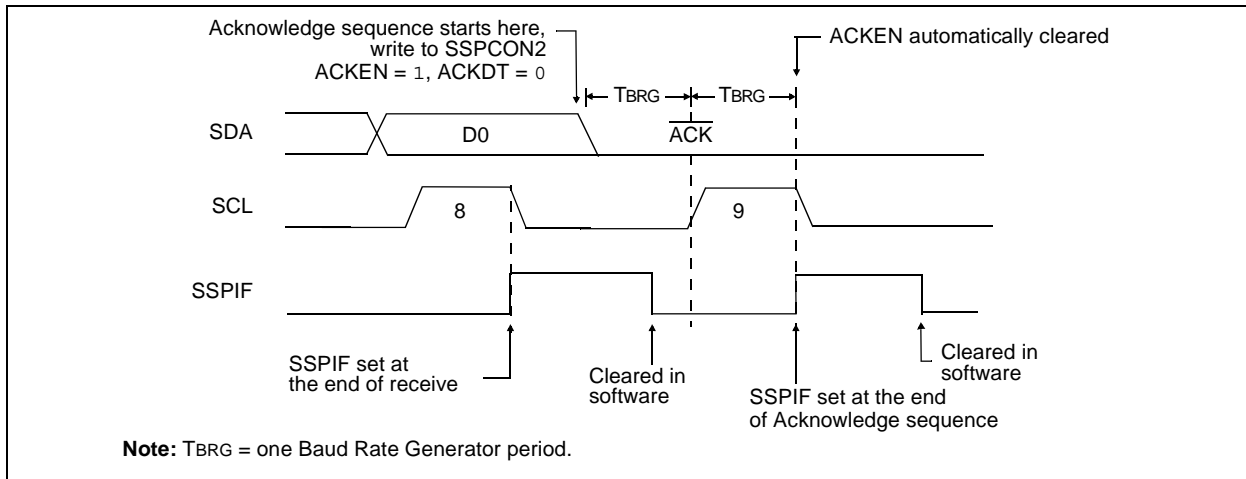 Acknowledge sequence starts here,
write to SSPCON2
ACKEN = 1, ACKDT = 0
ACKEN automatically cleared
TBRG
TBRG
SDA
D0
ACK
SCL
8
9
SSPIF
SSPIF set at
the end of receive
Cleared in
software
SSPIF set at the end
of Acknowledge sequence
Cleared in
software
Note: TBRG = one Baud Rate Generator period.